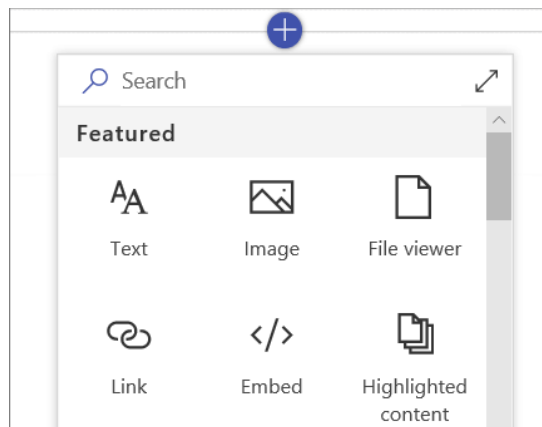 Search
Featured
Text
Image
File viewer
Link
Embed
Highlighted
content